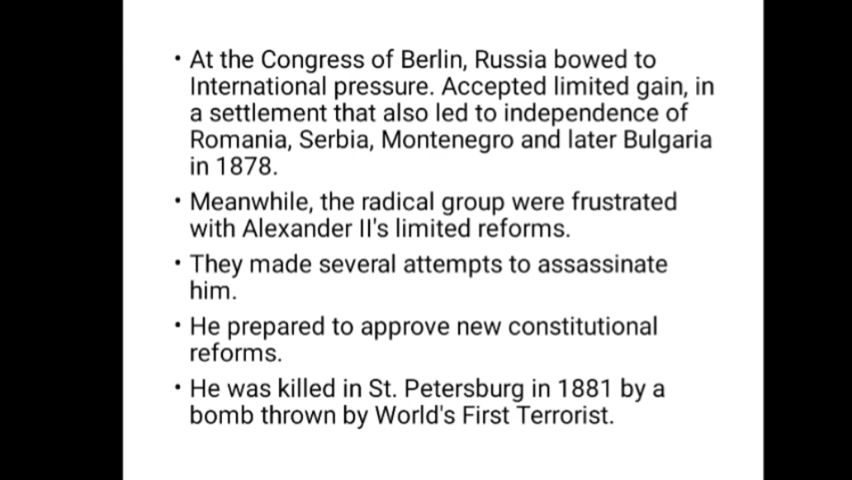 • At the Congress of Berlin, Russia bowed to
International pressure. Accepted limited gain, in
a settlement that also led to independence of
Romania, Serbia, Montenegro and later Bulgaria
in 1878.
• Meanwhile, the radical group were frustrated
with Alexander II's limited reforms.
• They made several attempts to assassinate
him.
• He prepared to approve new constitutional
reforms.
• He was killed in St. Petersburg in 1881 by a
bomb thrown by World's First Terrorist.